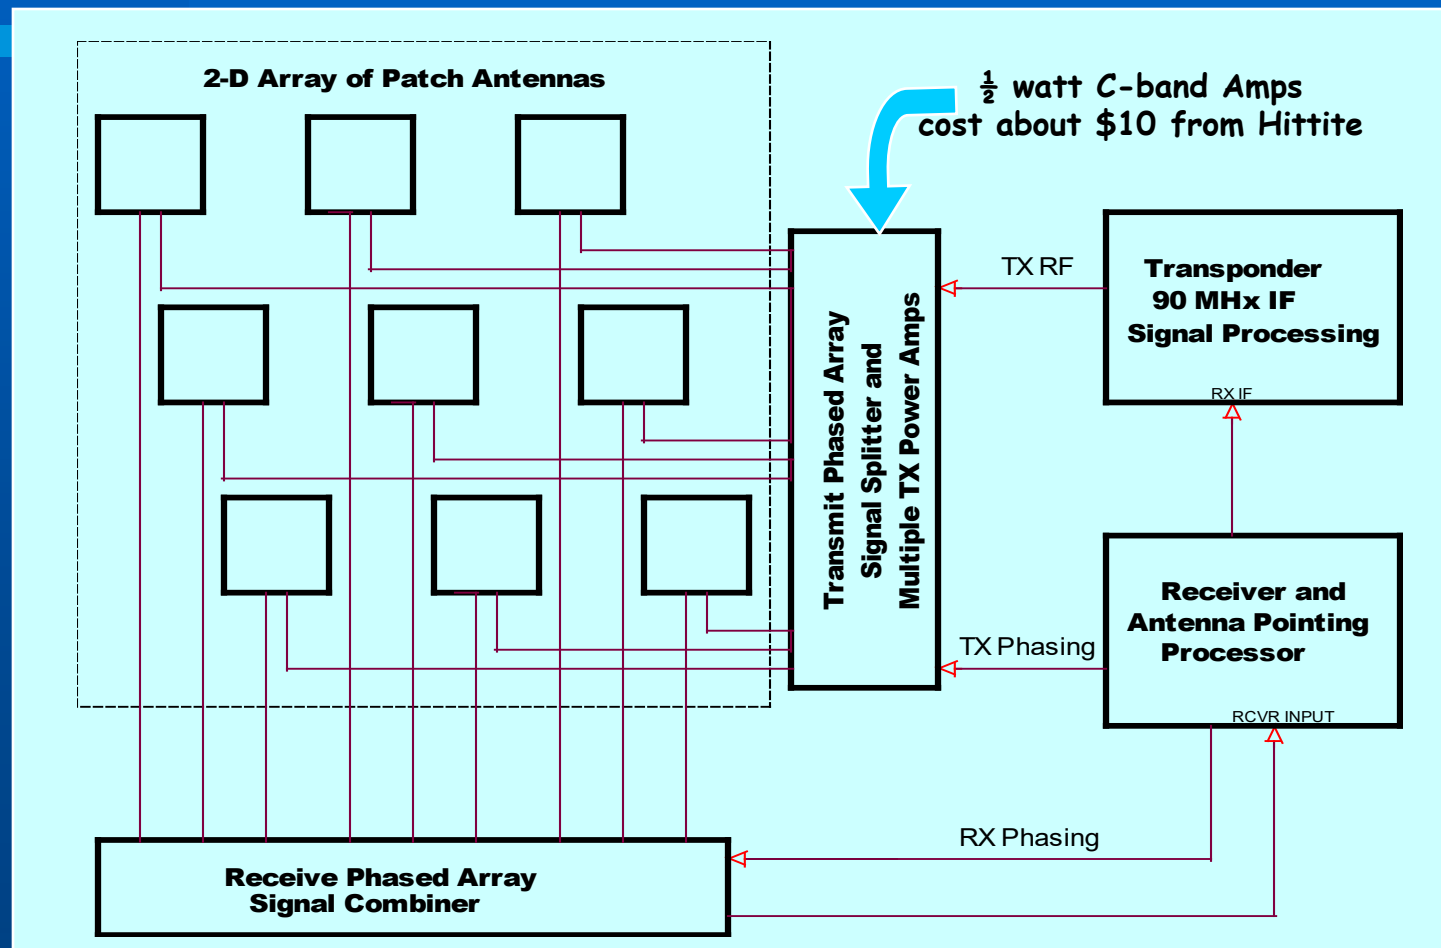 2-D Array of Patch Antennas
½ watt C-band Amps
cost about $10 from Hittite
Transmit Phased Array
Signal Splitter and
Multiple TX Power Amps
TX RF
Transponder
90 MHx IF
Signal Processing
RX IF
TX Phasing
Receiver and
Antenna Pointing
Processor
RCVR INPUT
RX Phasing
Receive Phased Array
Signal Combiner